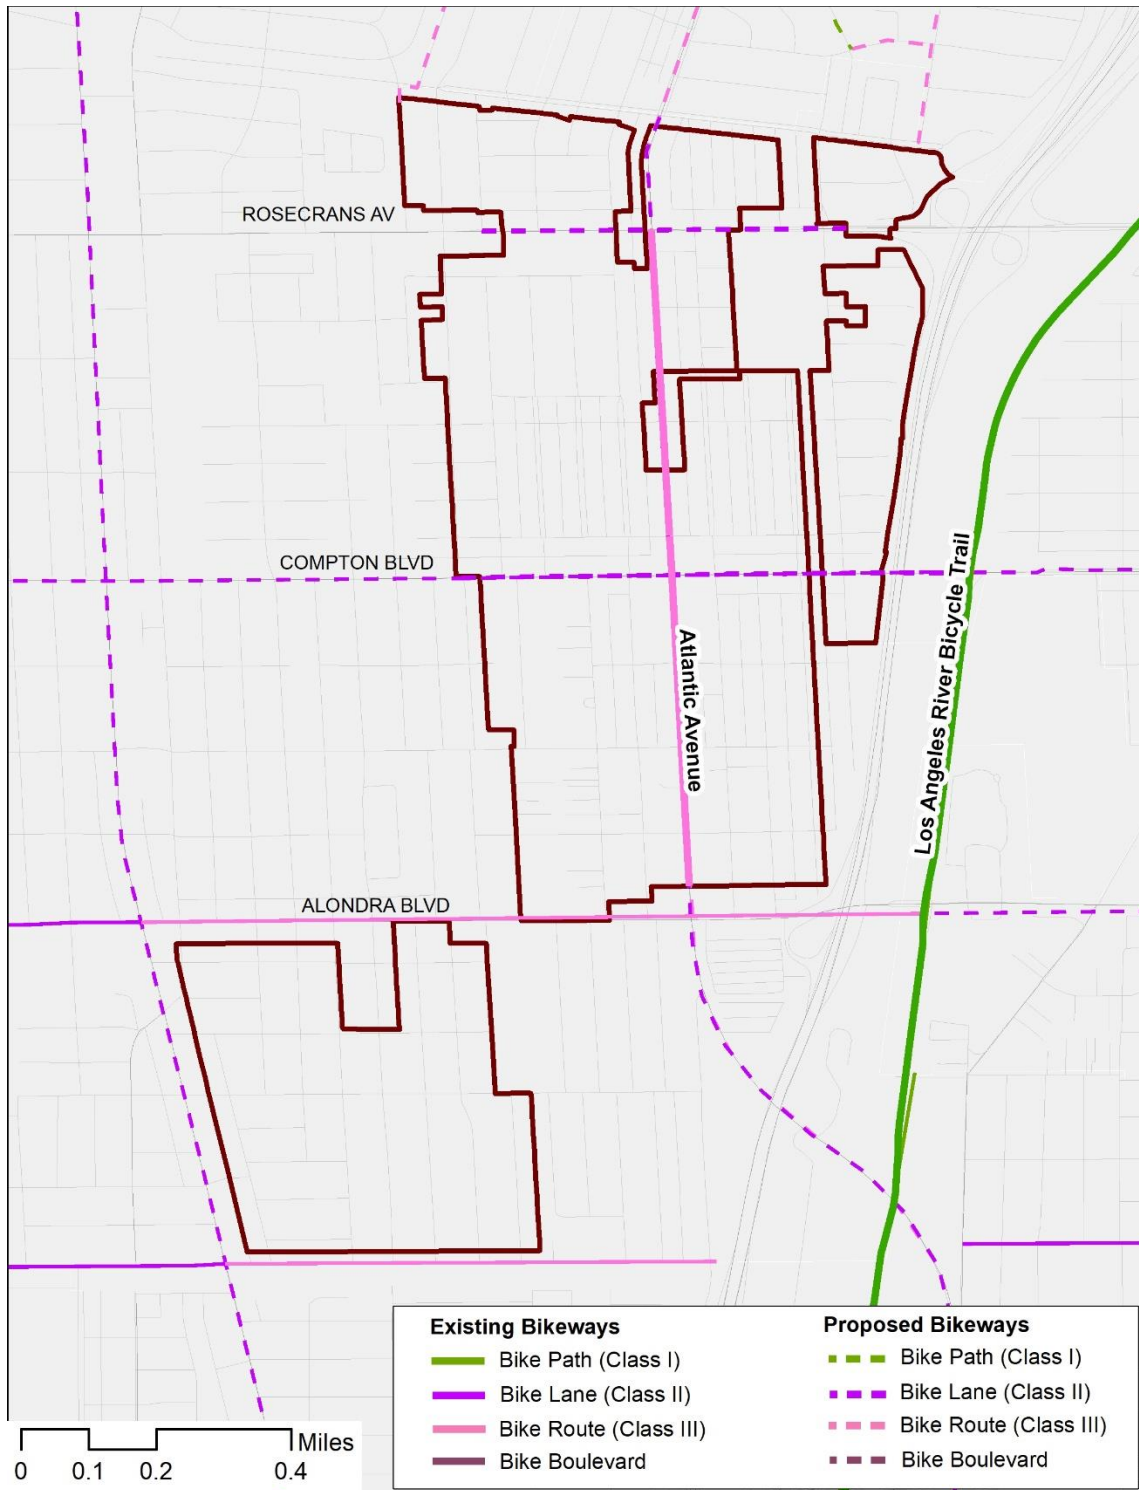 ROSECRANS AV
COMPTON BLVD
Atlantic Avenue
Los Angeles River Bicycle Trail
ALONDRA BLVD
Existing Bikeways
Bike Path (Class I)
Bike Lane (Class II)
Bike Route (Class III)
Bike Boulevard
Proposed Bikeways
Bike Path (Class I)
Bike Lane (Class II)
Bike Route (Class III)
Bike Boulevard
Miles
0 0.1 0.2 0.4